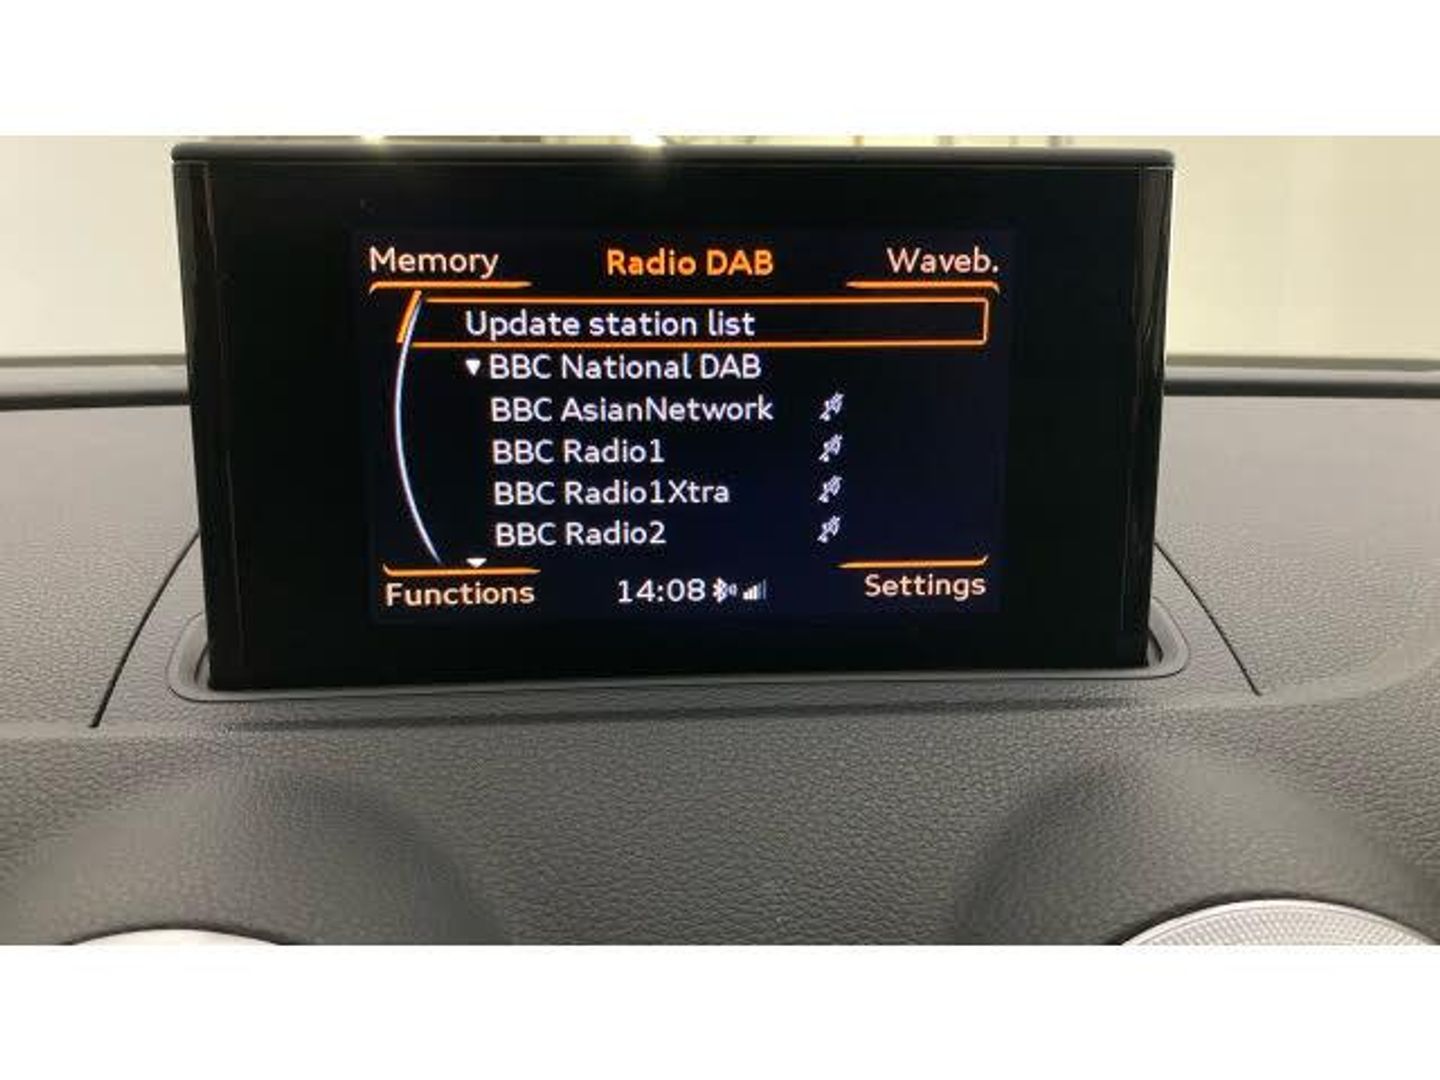 Memory Radio DAB Waveb.
Update station list
BBC National DAB
BBC AsianNetwork
BBC Radio1
BBC Radio1Xtra
BBC Radio2
Functions 14:08 Settings